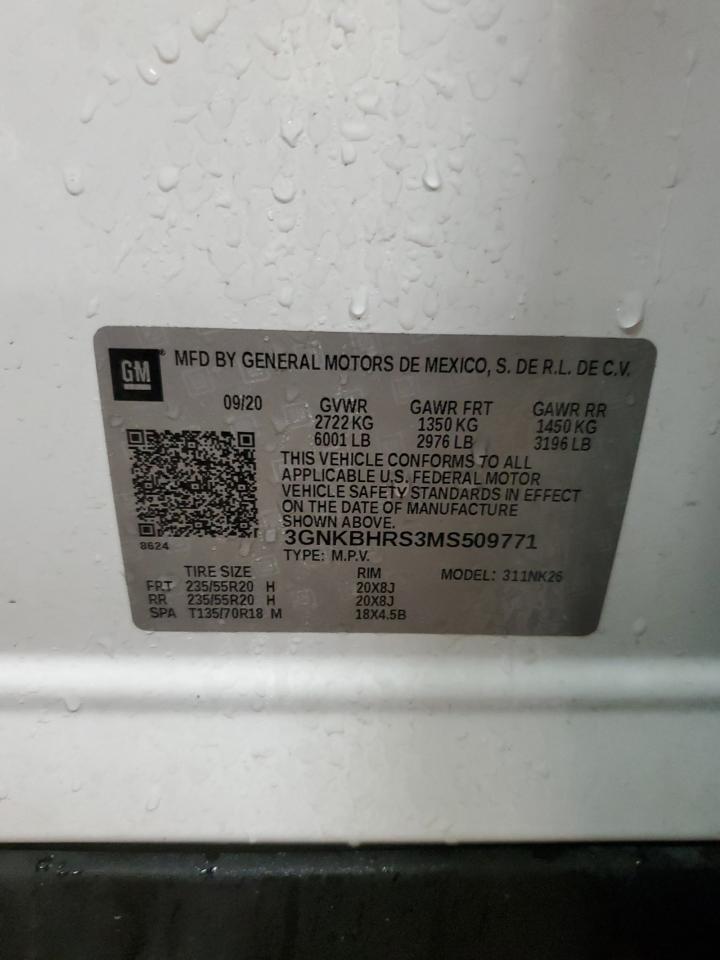 GM® MFD BY GENERAL MOTORS DE MEXICO, S. DE R.L. DE C.V.
09/20 GVWR GAWR FRT GAWR RR
2722 KG 1350 KG 1450 KG
6001 LB 2976 LB 3196 LB
THIS VEHICLE CONFORMS TO ALL
APPLICABLE U.S. FEDERAL MOTOR
VEHICLE SAFETY STANDARDS IN EFFECT
ON THE DATE OF MANUFACTURE
SHOWN ABOVE.
8624
3GNKBHRS3MS509771
TYPE: M.P.V.
TIRE SIZE RIM MODEL: 311NK26
FRT 235/55R20 H 20X8J
RR 235/55R20 H 20X8J
SPA T135/70R18 M 18X4.5B